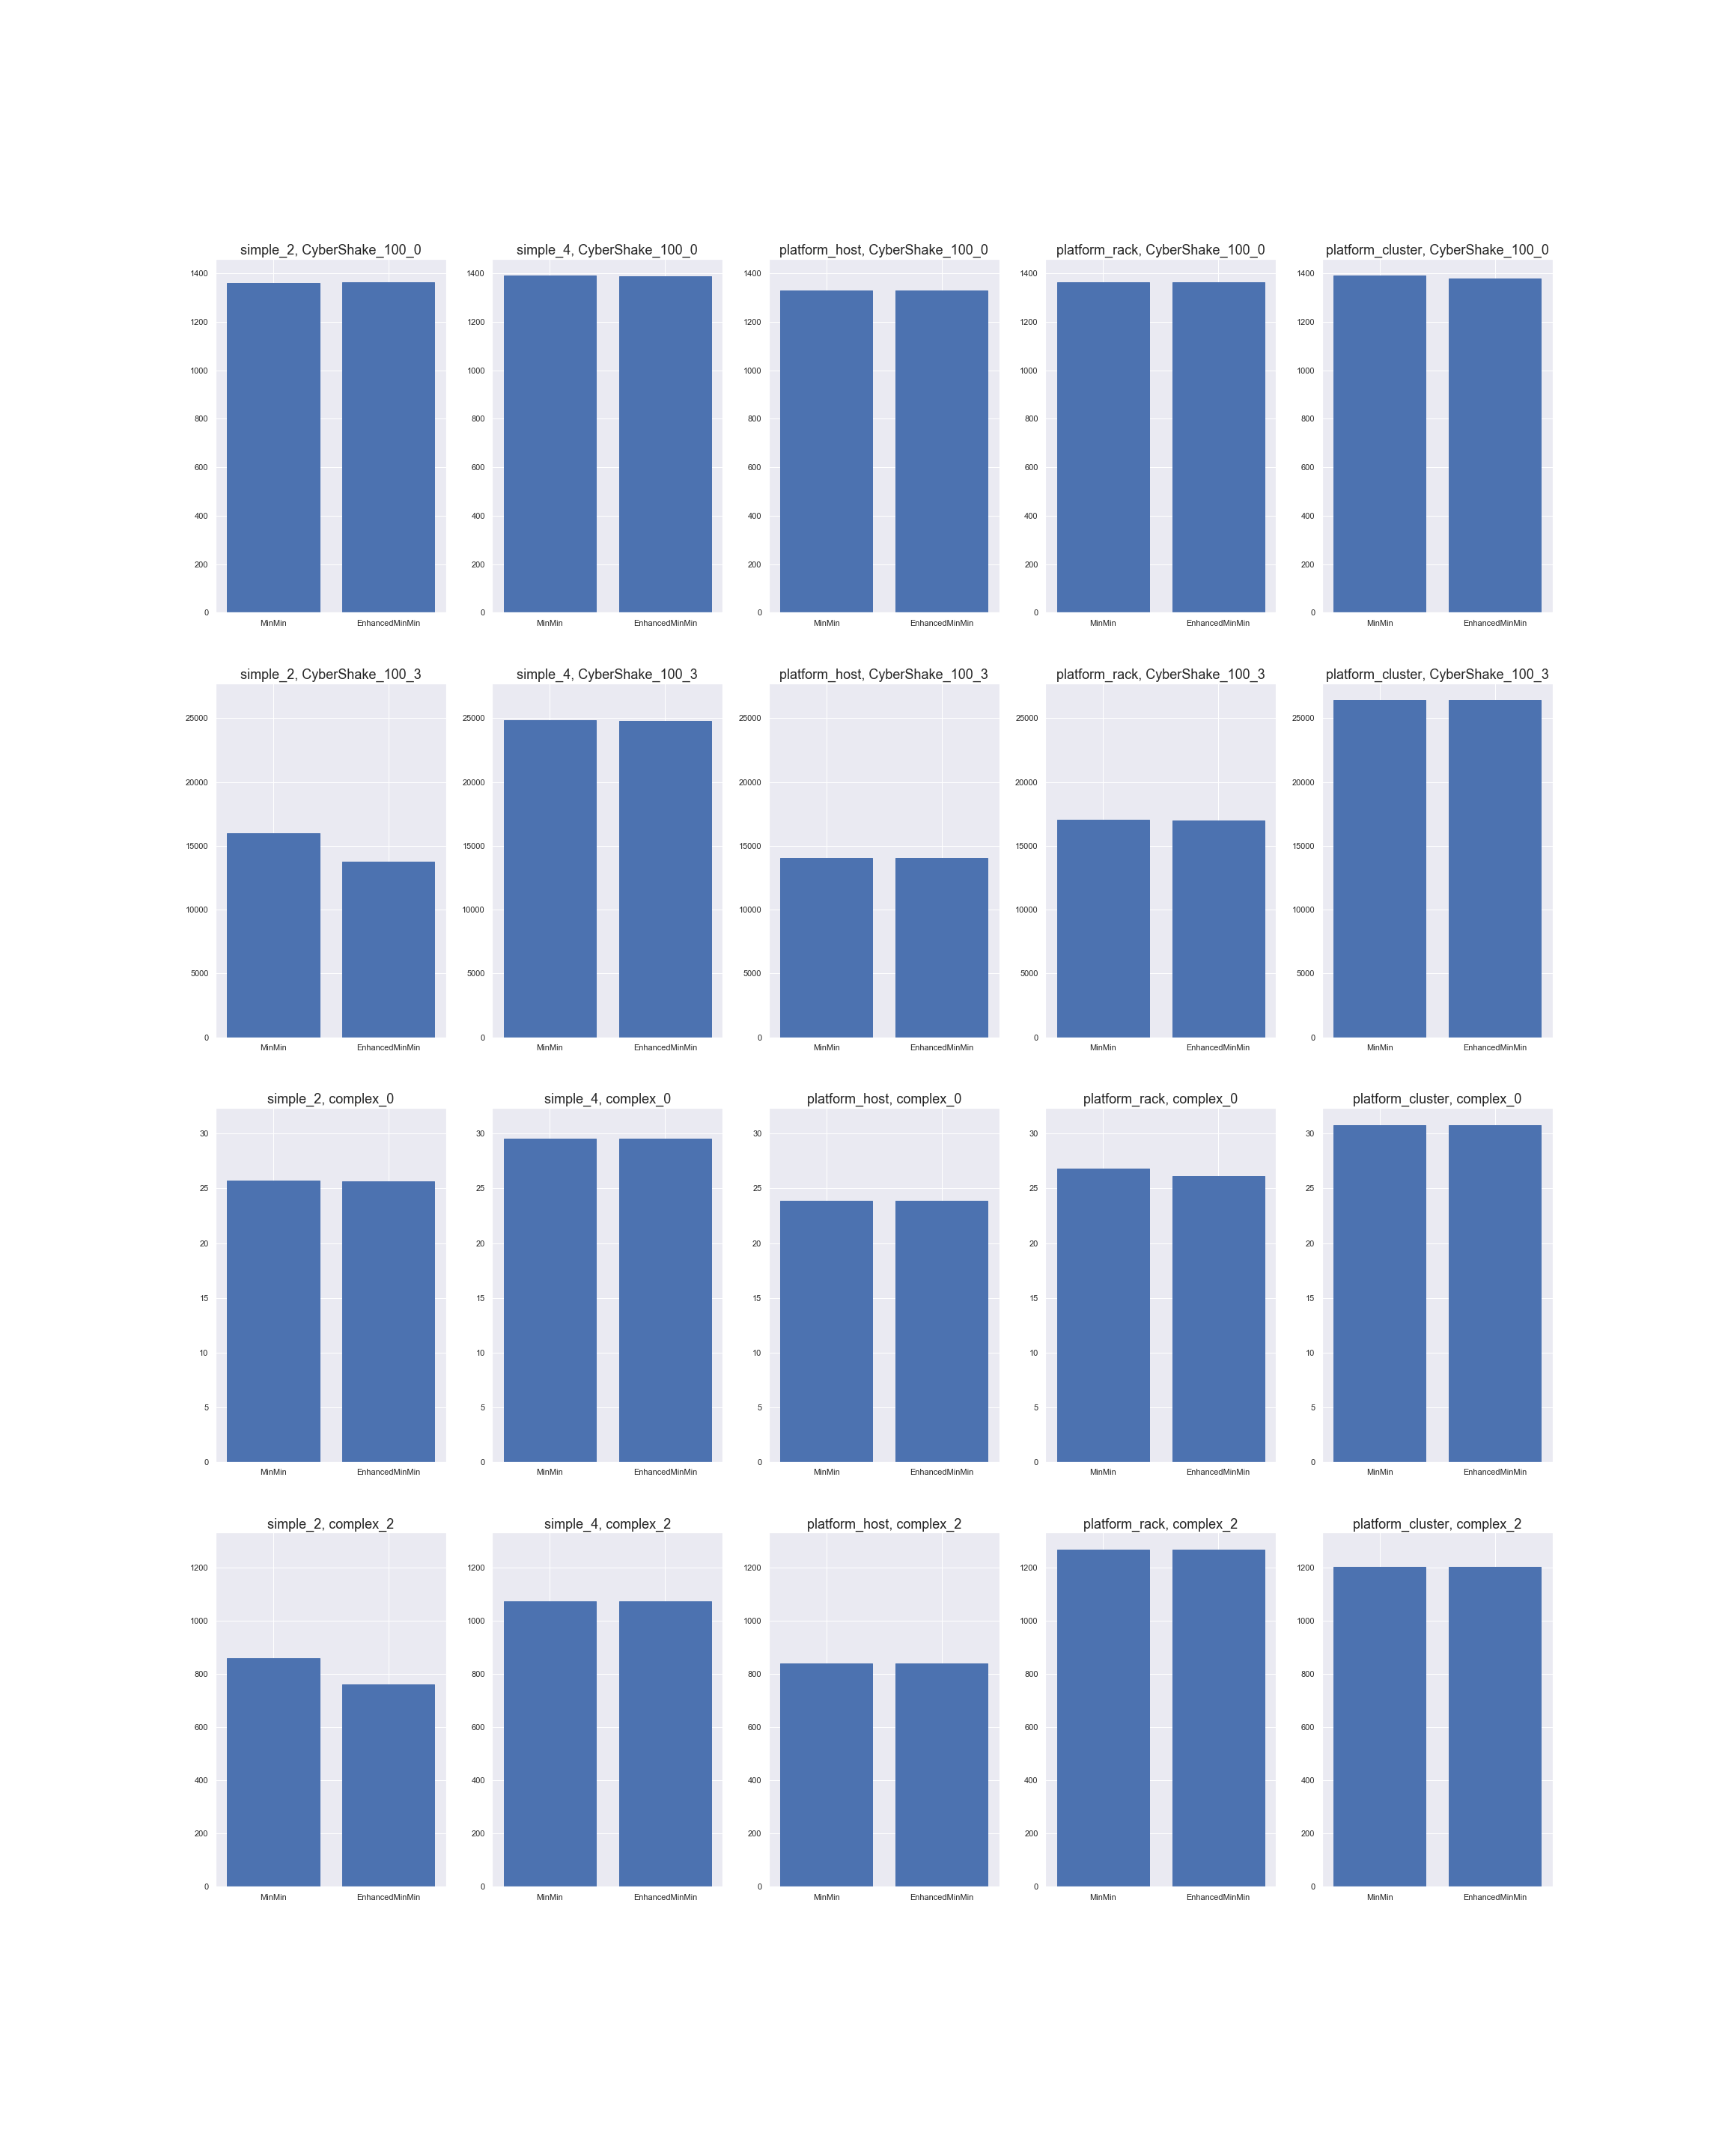 simple_2, CyberShake_100_0
simple_4, CyberShake_100_0
platform_host, CyberShake_100_0
platform_rack, CyberShake_100_0
platform_cluster, CyberShake_100_0
1400 1200 1000 800 600 400 200 0
1400 1200 1000 800 600 400 200 0
1400 1200 1000 800 600 400 200 0
1400 1200 1000 800 600 400 200 0
1400 1200 1000 800 600 400 200 0
MinMin EnhancedMinMin
MinMin EnhancedMinMin
MinMin EnhancedMinMin
MinMin EnhancedMinMin
MinMin EnhancedMinMin
simple_2, CyberShake_100_3
simple_4, CyberShake_100_3
platform_host, CyberShake_100_3
platform_rack, CyberShake_100_3
platform_cluster, CyberShake_100_3
25000 20000 15000 10000 5000 0
25000 20000 15000 10000 5000 0
25000 20000 15000 10000 5000 0
25000 20000 15000 10000 5000 0
25000 20000 15000 10000 5000 0
MinMin EnhancedMinMin
MinMin EnhancedMinMin
MinMin EnhancedMinMin
MinMin EnhancedMinMin
MinMin EnhancedMinMin
simple_2, complex_0
simple_4, complex_0
platform_host, complex_0
platform_rack, complex_0
platform_cluster, complex_0
30 25 20 15 10 5 0
30 25 20 15 10 5 0
30 25 20 15 10 5 0
30 25 20 15 10 5 0
30 25 20 15 10 5 0
MinMin EnhancedMinMin
MinMin EnhancedMinMin
MinMin EnhancedMinMin
MinMin EnhancedMinMin
MinMin EnhancedMinMin
simple_2, complex_2
simple_4, complex_2
platform_host, complex_2
platform_rack, complex_2
platform_cluster, complex_2
1200 1000 800 600 400 200 0
1200 1000 800 600 400 200 0
1200 1000 800 600 400 200 0
1200 1000 800 600 400 200 0
1200 1000 800 600 400 200 0
MinMin EnhancedMinMin
MinMin EnhancedMinMin
MinMin EnhancedMinMin
MinMin EnhancedMinMin
MinMin EnhancedMinMin